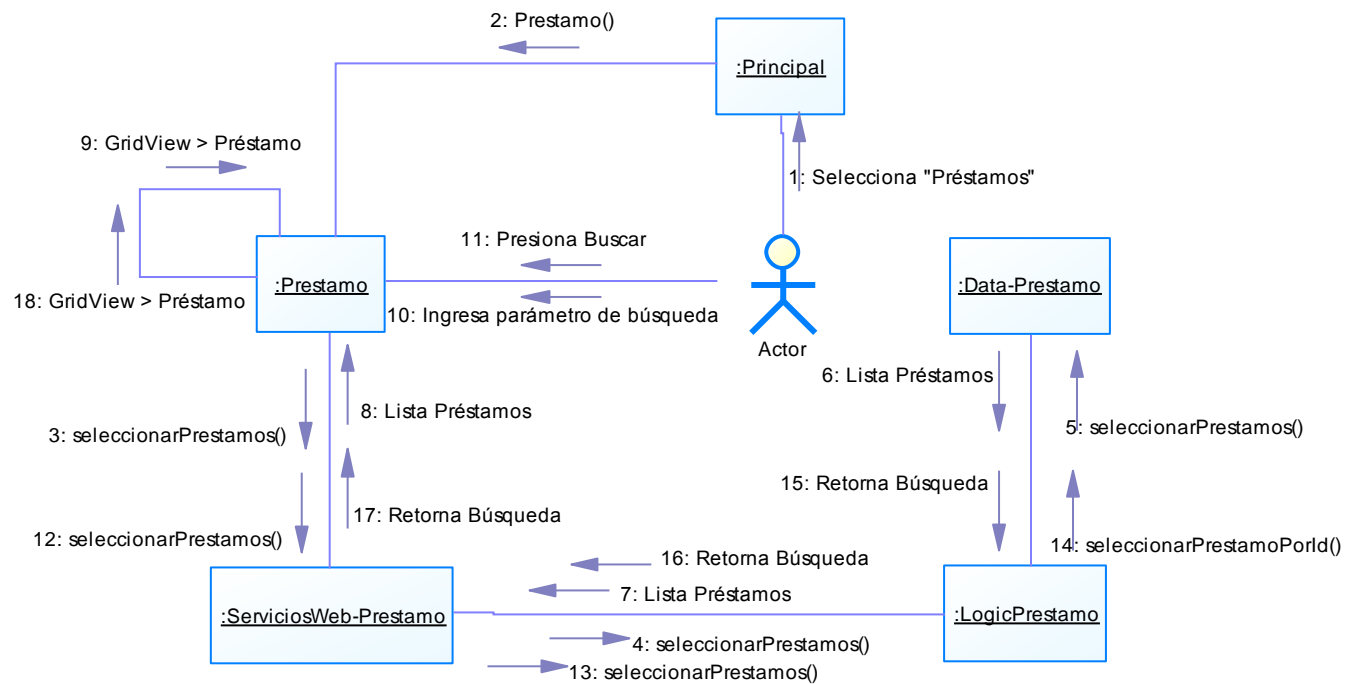 2: Prestamo()
:Principal
9: GridView > Préstamo
1: Selecciona "Préstamos"
11: Presiona Buscar
:Prestamo
:Data-Prestamo
18: GridView > Préstamo
10: Ingresa parámetro de búsqueda
Actor
6: Lista Préstamos
8: Lista Préstamos
3: seleccionarPrestamos()
5: seleccionarPrestamos()
15: Retorna Búsqueda
17: Retorna Búsqueda
12: seleccionarPrestamos()
14: seleccionarPrestamoPorId()
16: Retorna Búsqueda
7: Lista Préstamos
:ServiciosWeb-Prestamo
:LogicPrestamo
4: seleccionarPrestamos()
13: seleccionarPrestamos()